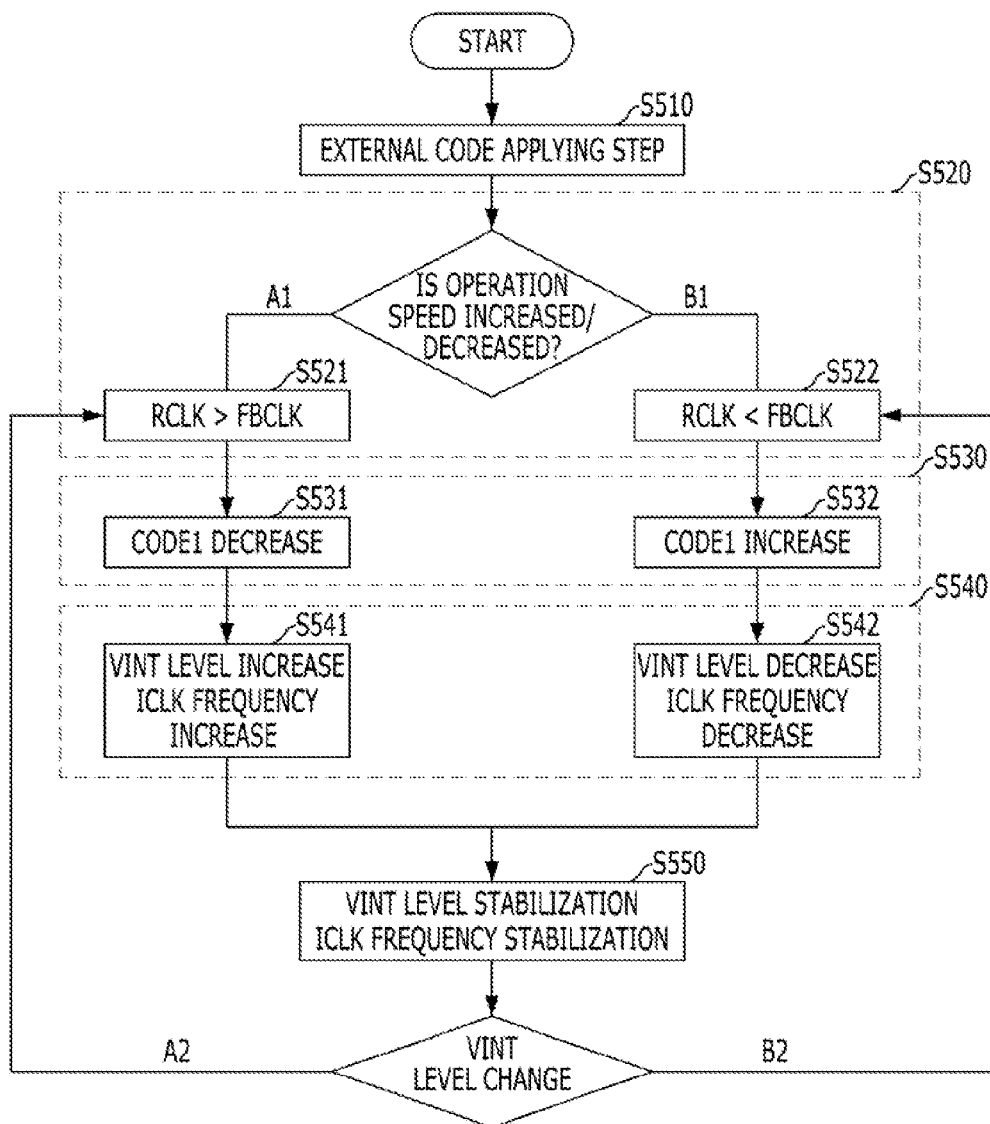 START
S510
EXTERNAL CODE APPLYING STEP
S520
IS OPERATION
SPEED INCREASED/
DECREASED?
A1
B1
S521
RCLK > FBCLK
S522
RCLK < FBCLK
S530
S531
CODE1 DECREASE
S532
CODE1 INCREASE
S540
S541
VINT LEVEL INCREASE
ICLK FREQUENCY
INCREASE
S542
VINT LEVEL DECREASE
ICLK FREQUENCY
DECREASE
S550
VINT LEVEL STABILIZATION
ICLK FREQUENCY STABILIZATION
A2
VINT
LEVEL CHANGE
B2